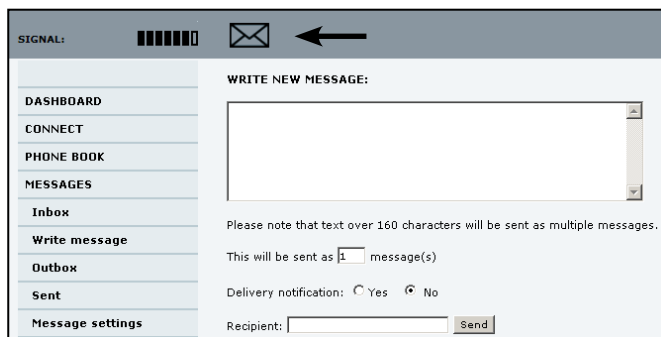 SIGNAL:
WRITE NEW MESSAGE:
DASHBOARD
CONNECT
PHONE BOOK
MESSAGES
Inbox
Write message
Outbox
Sent
Message settings
Please note that text over 160 characters will be sent as multiple messages.
This will be sent as 1 message(s)
Delivery notification: Yes No
Recipient: Send